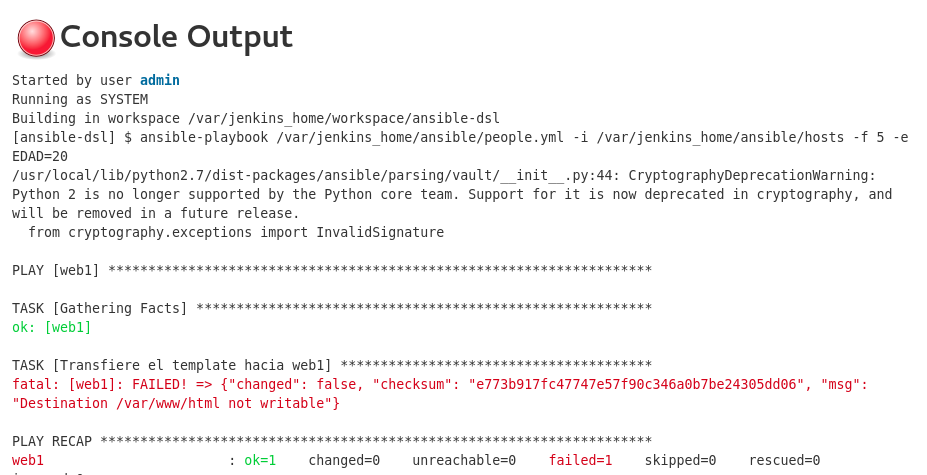 Console Output
Started by user admin
Running as SYSTEM
Building in workspace /var/jenkins_home/workspace/ansible-dsl
[ansible-dsl] $ ansible-playbook /var/jenkins_home/ansible/people.yml -i /var/jenkins_home/ansible/hosts -f 5 -e
EDAD=20
/usr/local/lib/python2.7/dist-packages/ansible/parsing/vault/__init__.py:44: CryptographyDeprecationWarning:
Python 2 is no longer supported by the Python core team. Support for it is now deprecated in cryptography, and
will be removed in a future release.
from cryptography.exceptions import InvalidSignature
PLAY [web1] ********************************************************************
TASK [Gathering Facts] *********************************************************
ok: [web1]
TASK [Transfiere el template hacia web1] ***************************************
fatal: [web1]: FAILED! => {"changed": false, "checksum": "e773b917fc47747e57f90c346a0b7be24305dd06", "msg":
"Destination /var/www/html not writable"}
PLAY RECAP *********************************************************************
web1 : ok=1 changed=0 unreachable=0 failed=1 skipped=0 rescued=0